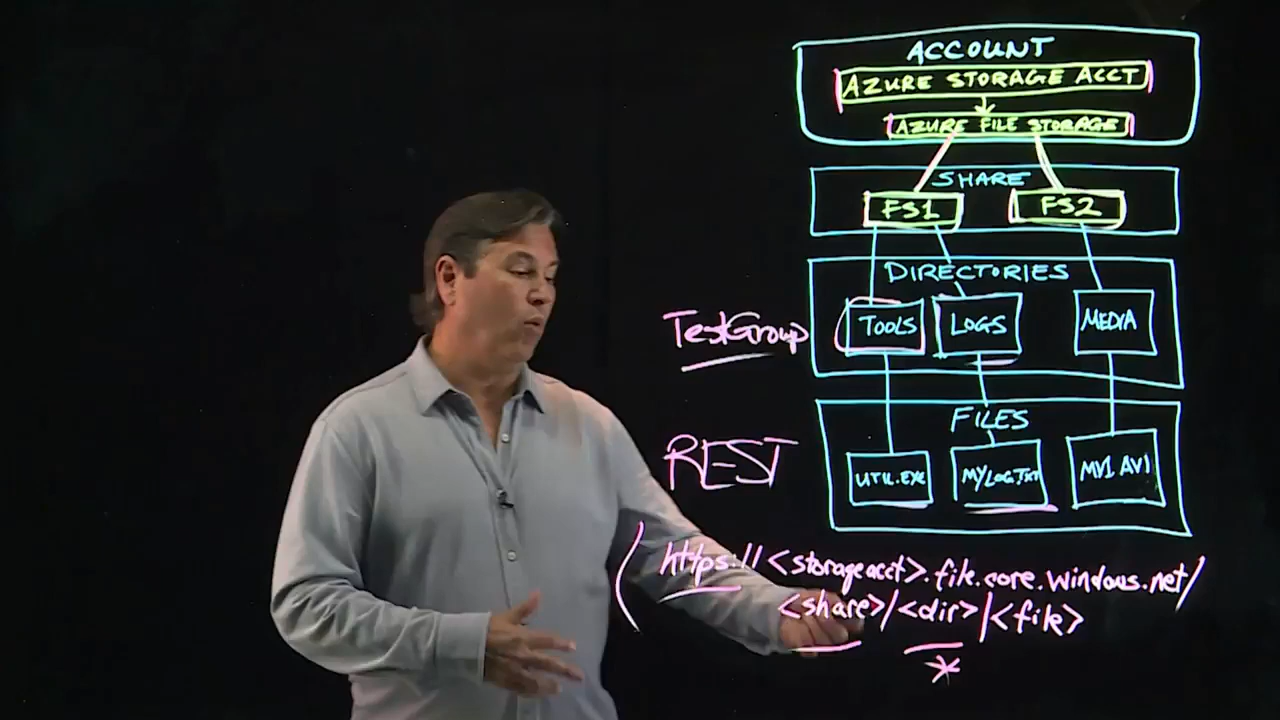 ACCOUNT
AZURE STORAGE ACCT
AZURE FILE STORAGE
SHARE
FS1 FS2
DIRECTORIES
TestGroup TOOLS LOGS MEDIA
FILES
REST UTIL.EXE MYLOG.TXT MV1.AVI
(https://<storageacct>.file.core.windows.net/
<share>/<dir>/<file>
*